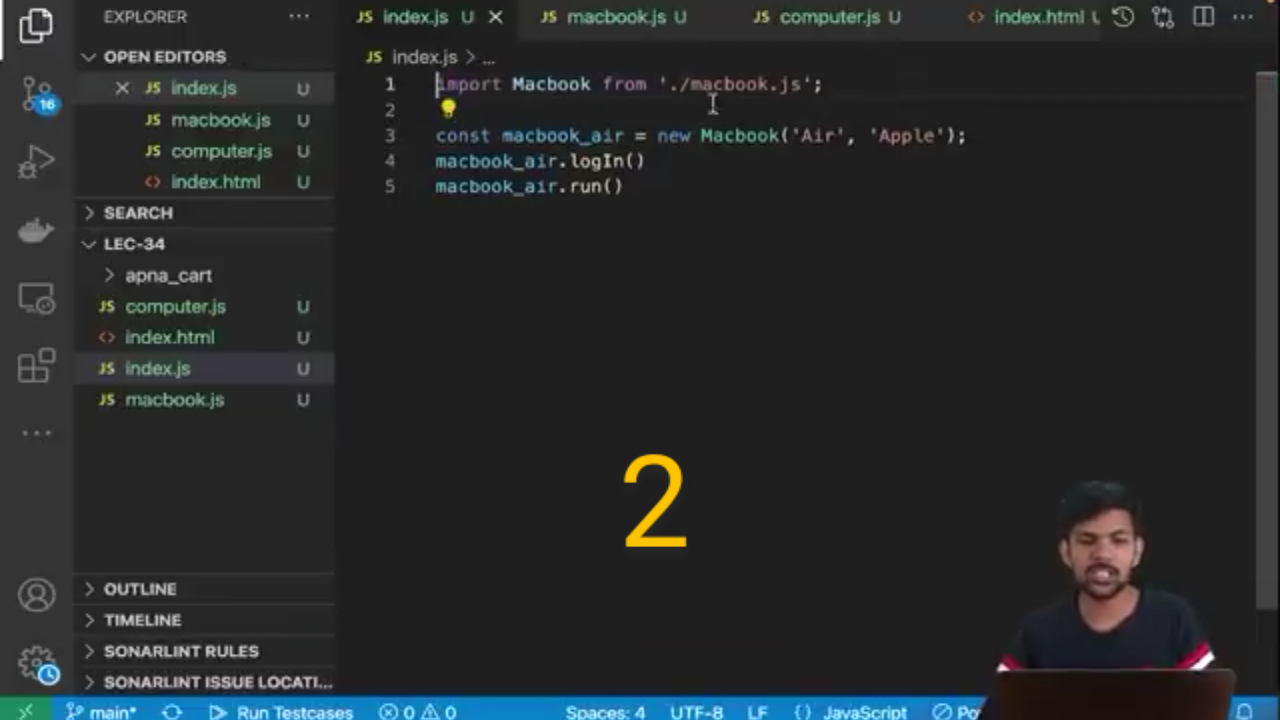 EXPLORER
OPEN EDITORS
JS index.js U
JS macbook.js U
JS computer.js U
<> index.html U
SEARCH
LEC-34
apna_cart
JS computer.js U
<> index.html U
JS index.js U
JS macbook.js U
OUTLINE
TIMELINE
SONARLINT RULES
SONARLINT ISSUE LOCATI...
16
JS index.js U
JS macbook.js U
JS computer.js U
<> index.html U
JS index.js > ...
1 import Macbook from './macbook.js';
2
3 const macbook_air = new Macbook('Air', 'Apple');
4 macbook_air.logIn()
5 macbook_air.run()
2
main* Run Testcases 0 0 Spaces: 4 UTF-8 LF {} JavaScript Po